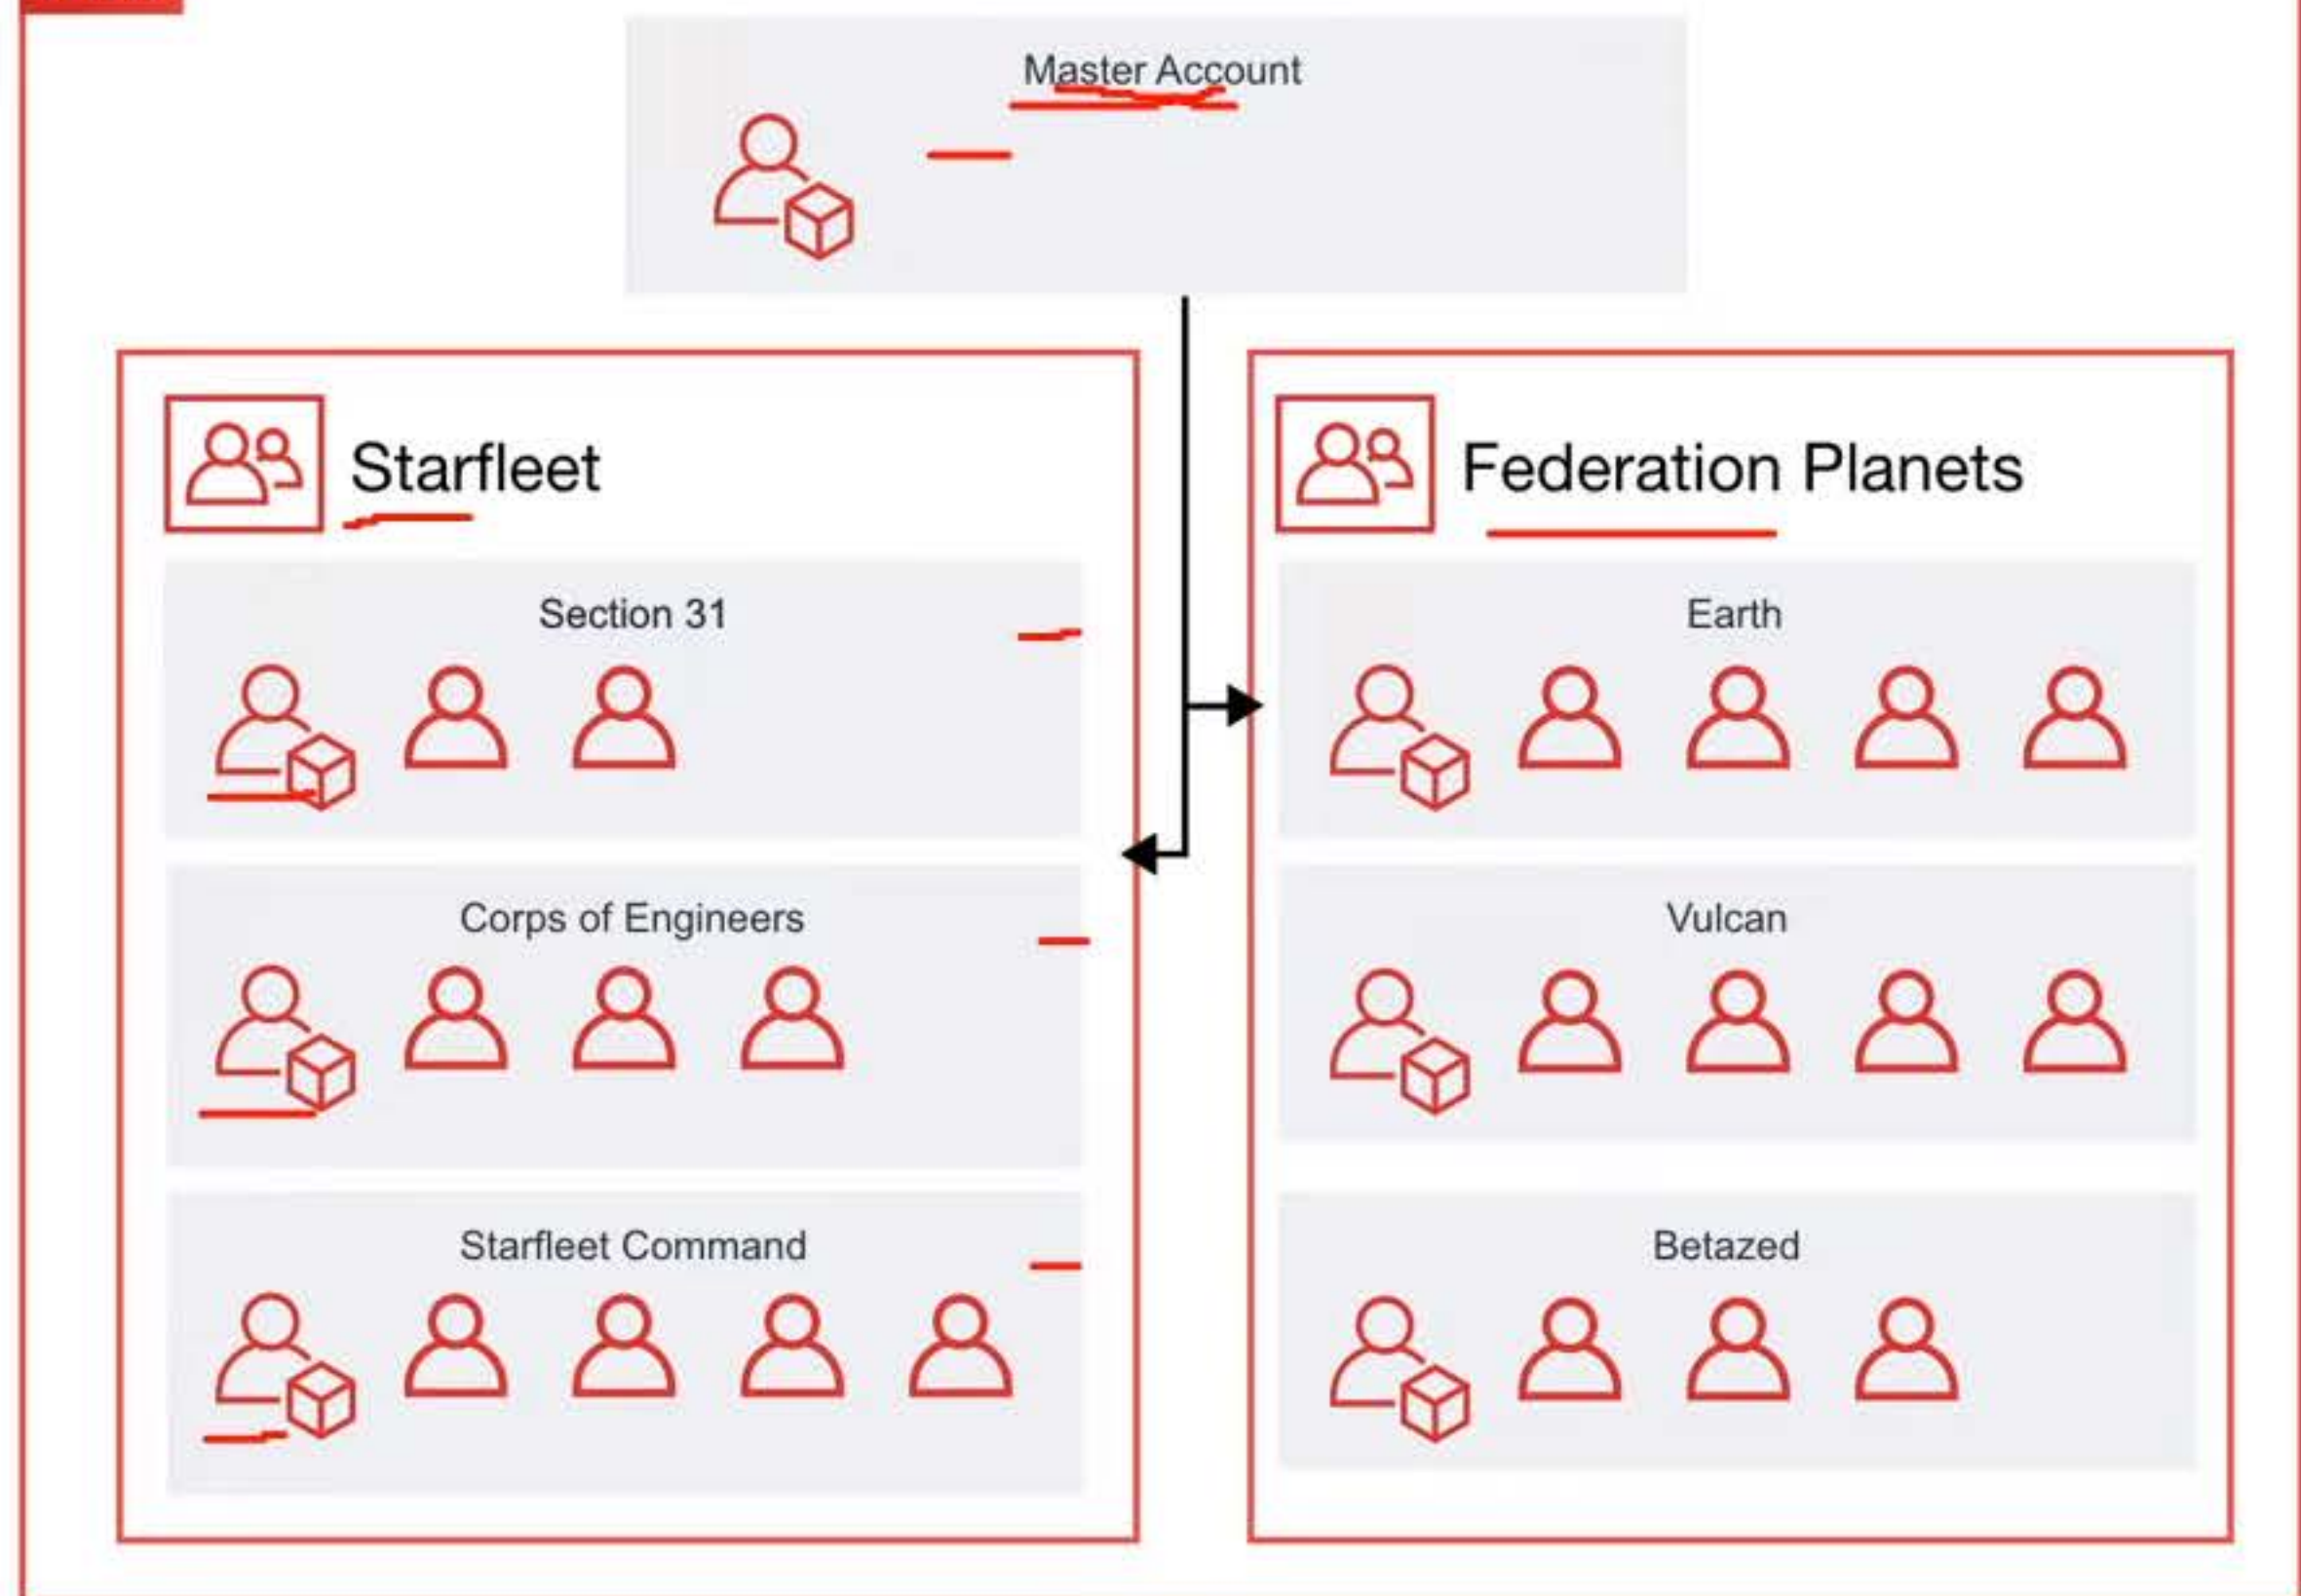 Master Account
Starfleet
Section 31
Corps of Engineers
Starfleet Command
Federation Planets
Earth
Vulcan
Betazed